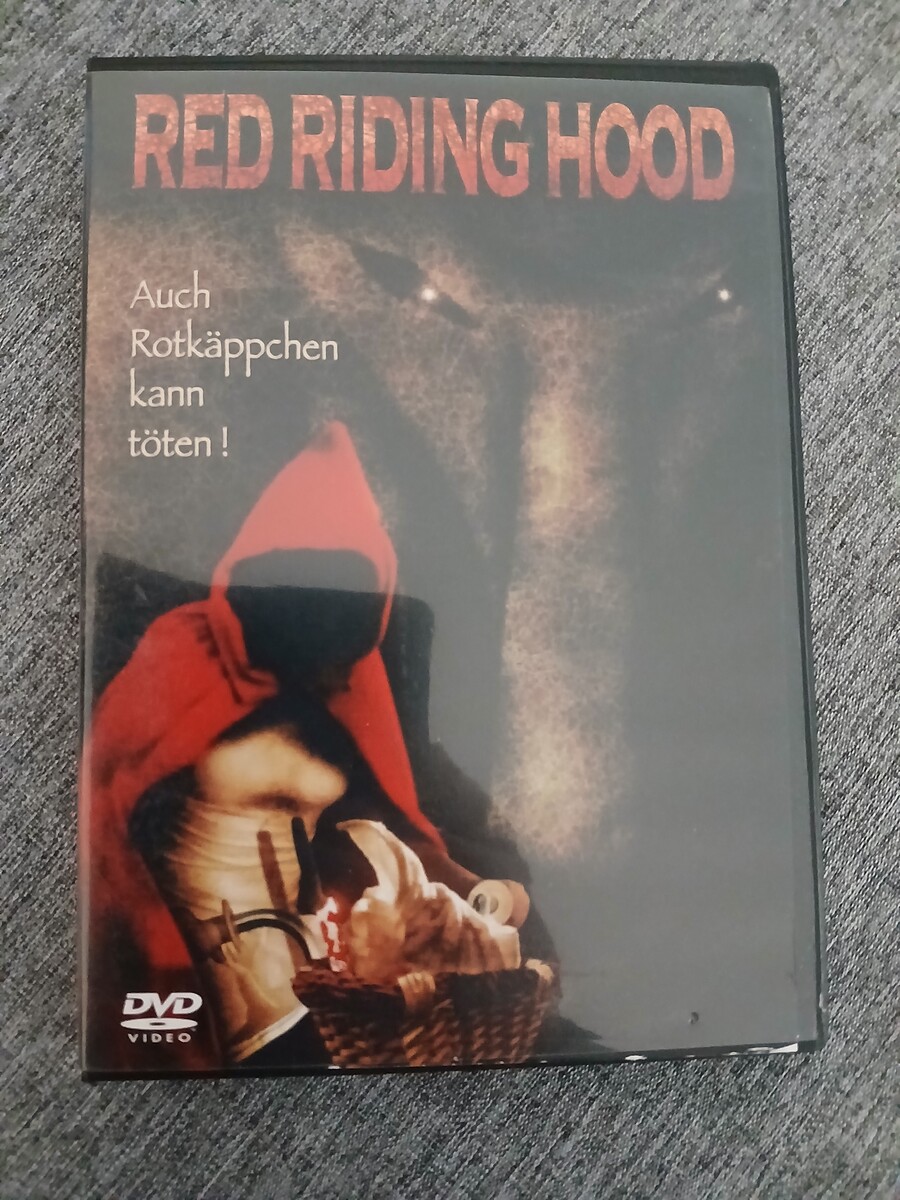 RED RIDING HOOD
Auch
Rotkäppchen
kann
töten !
DVD
VIDEO